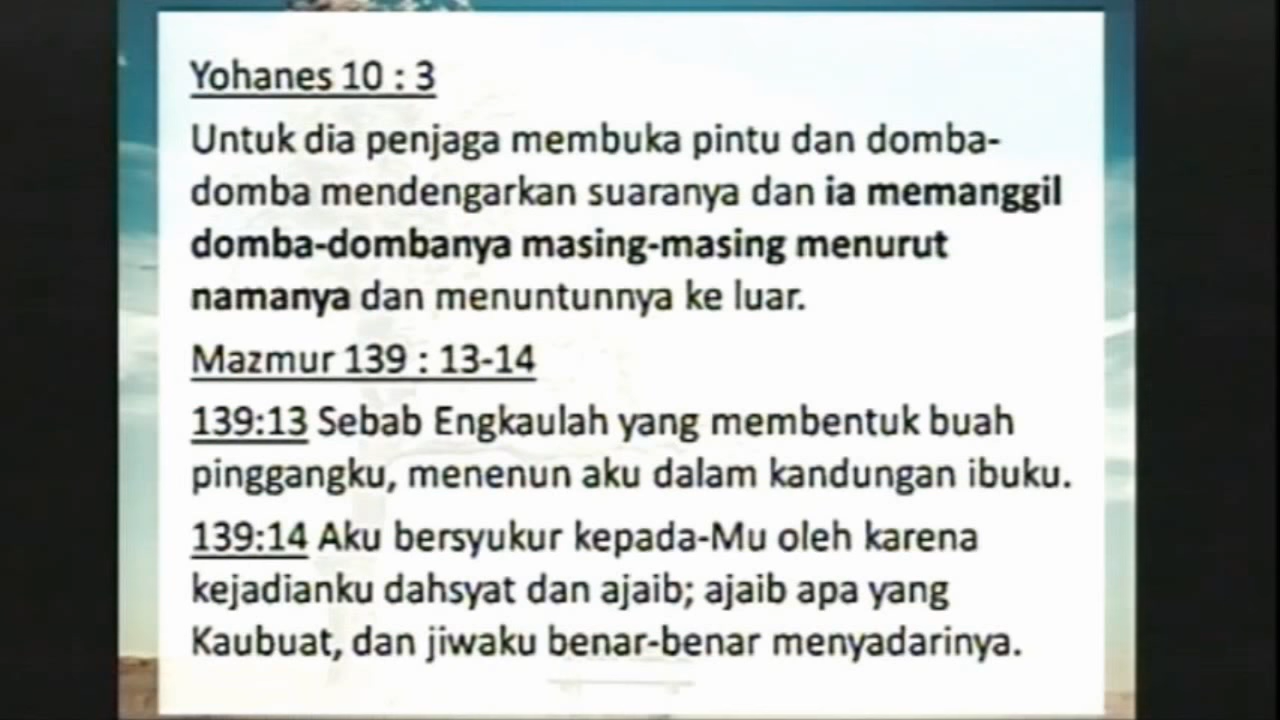 Yohanes 10 : 3
Untuk dia penjaga membuka pintu dan domba-
domba mendengarkan suaranya dan ia memanggil
domba-dombanya masing-masing menurut
namanya dan menuntunnya ke luar.
Mazmur 139 : 13-14
139:13 Sebab Engkaulah yang membentuk buah
pinggangku, menenun aku dalam kandungan ibuku.
139:14 Aku bersyukur kepada-Mu oleh karena
kejadianku dahsyat dan ajaib; ajaib apa yang
Kaubuat, dan jiwaku benar-benar menyadarinya.